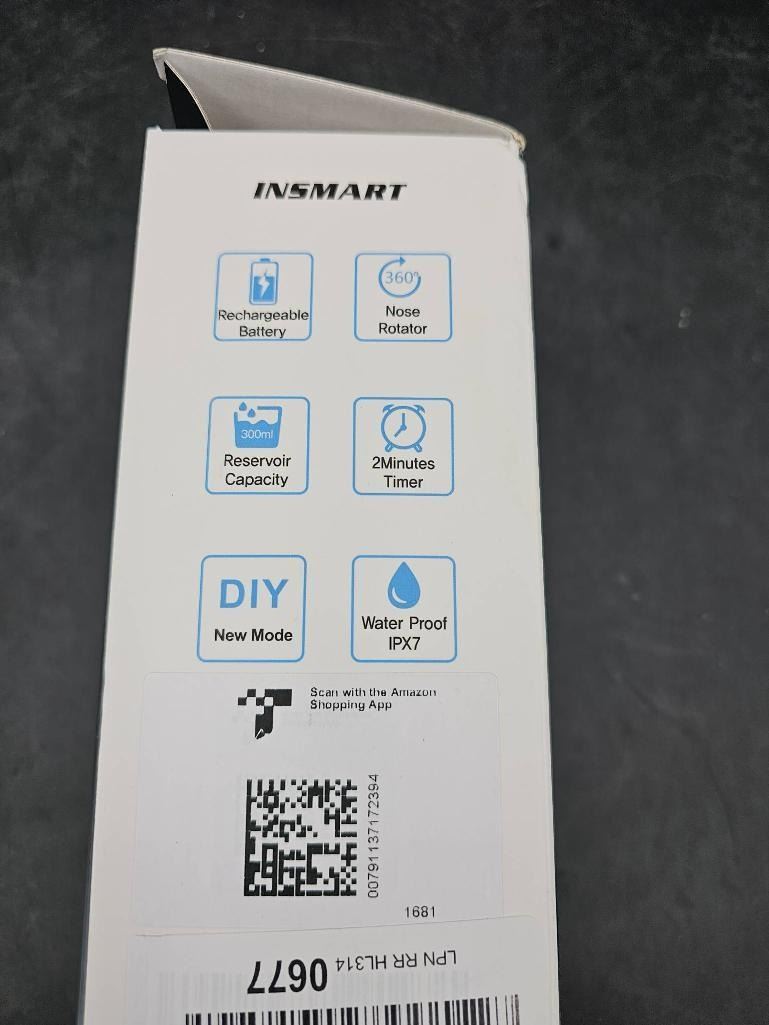 INSMART
Rechargeable
Battery
360°
Nose
Rotator
300ml
Reservoir
Capacity
2Minutes
Timer
DIY
New Mode
Water Proof
IPX7
Scan with the Amazon
Shopping App
00791137172394
1681
LPN RR HL314 0677